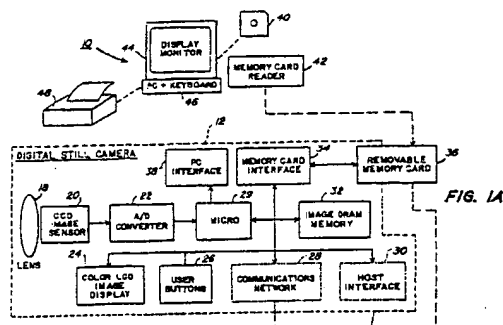 10
44
DISPLAY
MONITOR
40
MEMORY CARD
READER
42
48
PC + KEYBOARD
46
12
DIGITAL STILL CAMERA
38
PC
INTERFACE
MEMORY CARD
INTERFACE
34
REMOVABLE
MEMORY CARD
36
FIG. 1A
18
LENS
20
CCD
IMAGE
SENSOR
22
A/D
CONVERTER
29
MICRO
32
IMAGE DRAM
MEMORY
24
COLOR LCD
IMAGE
DISPLAY
USER
BUTTONS
26
28
COMMUNICATIONS
NETWORK
30
HOST
INTERFACE